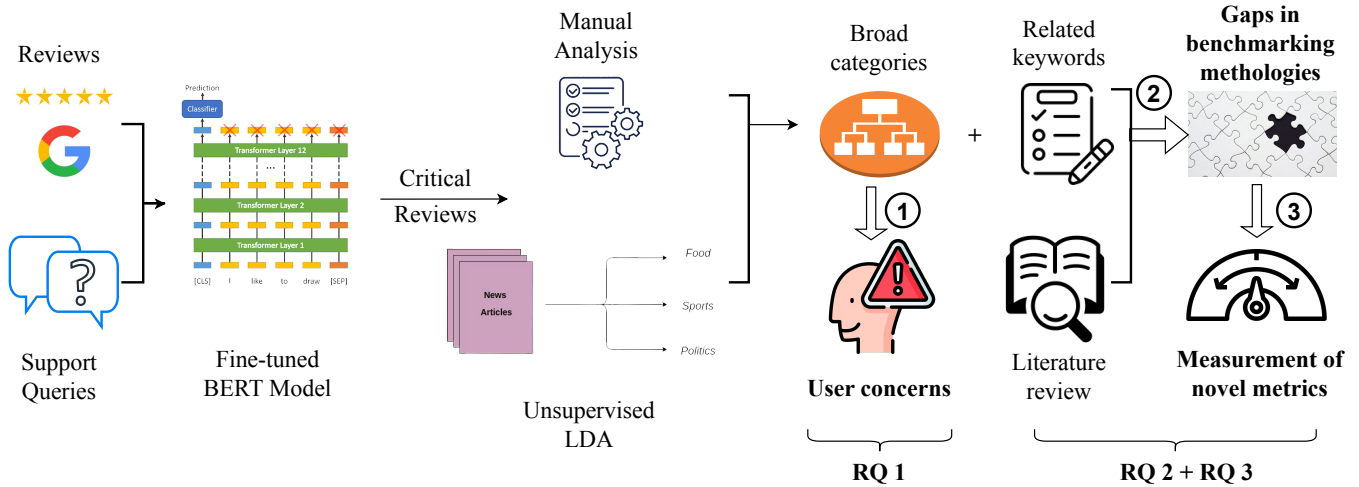 Reviews
Support
Queries
Prediction
Classifier
Transformer Layer 12
...
Transformer Layer 2
Transformer Layer 1
[CLS] I like to draw [SEP]
Fine-tuned
BERT Model
Critical
Reviews
Manual
Analysis
News
Articles
Food
Sports
Politics
Unsupervised
LDA
Broad
categories
1
User concerns
RQ 1
+
Related
keywords
Literature
review
2
Gaps in
benchmarking
methologies
3
Measurement of
novel metrics
RQ 2 + RQ 3